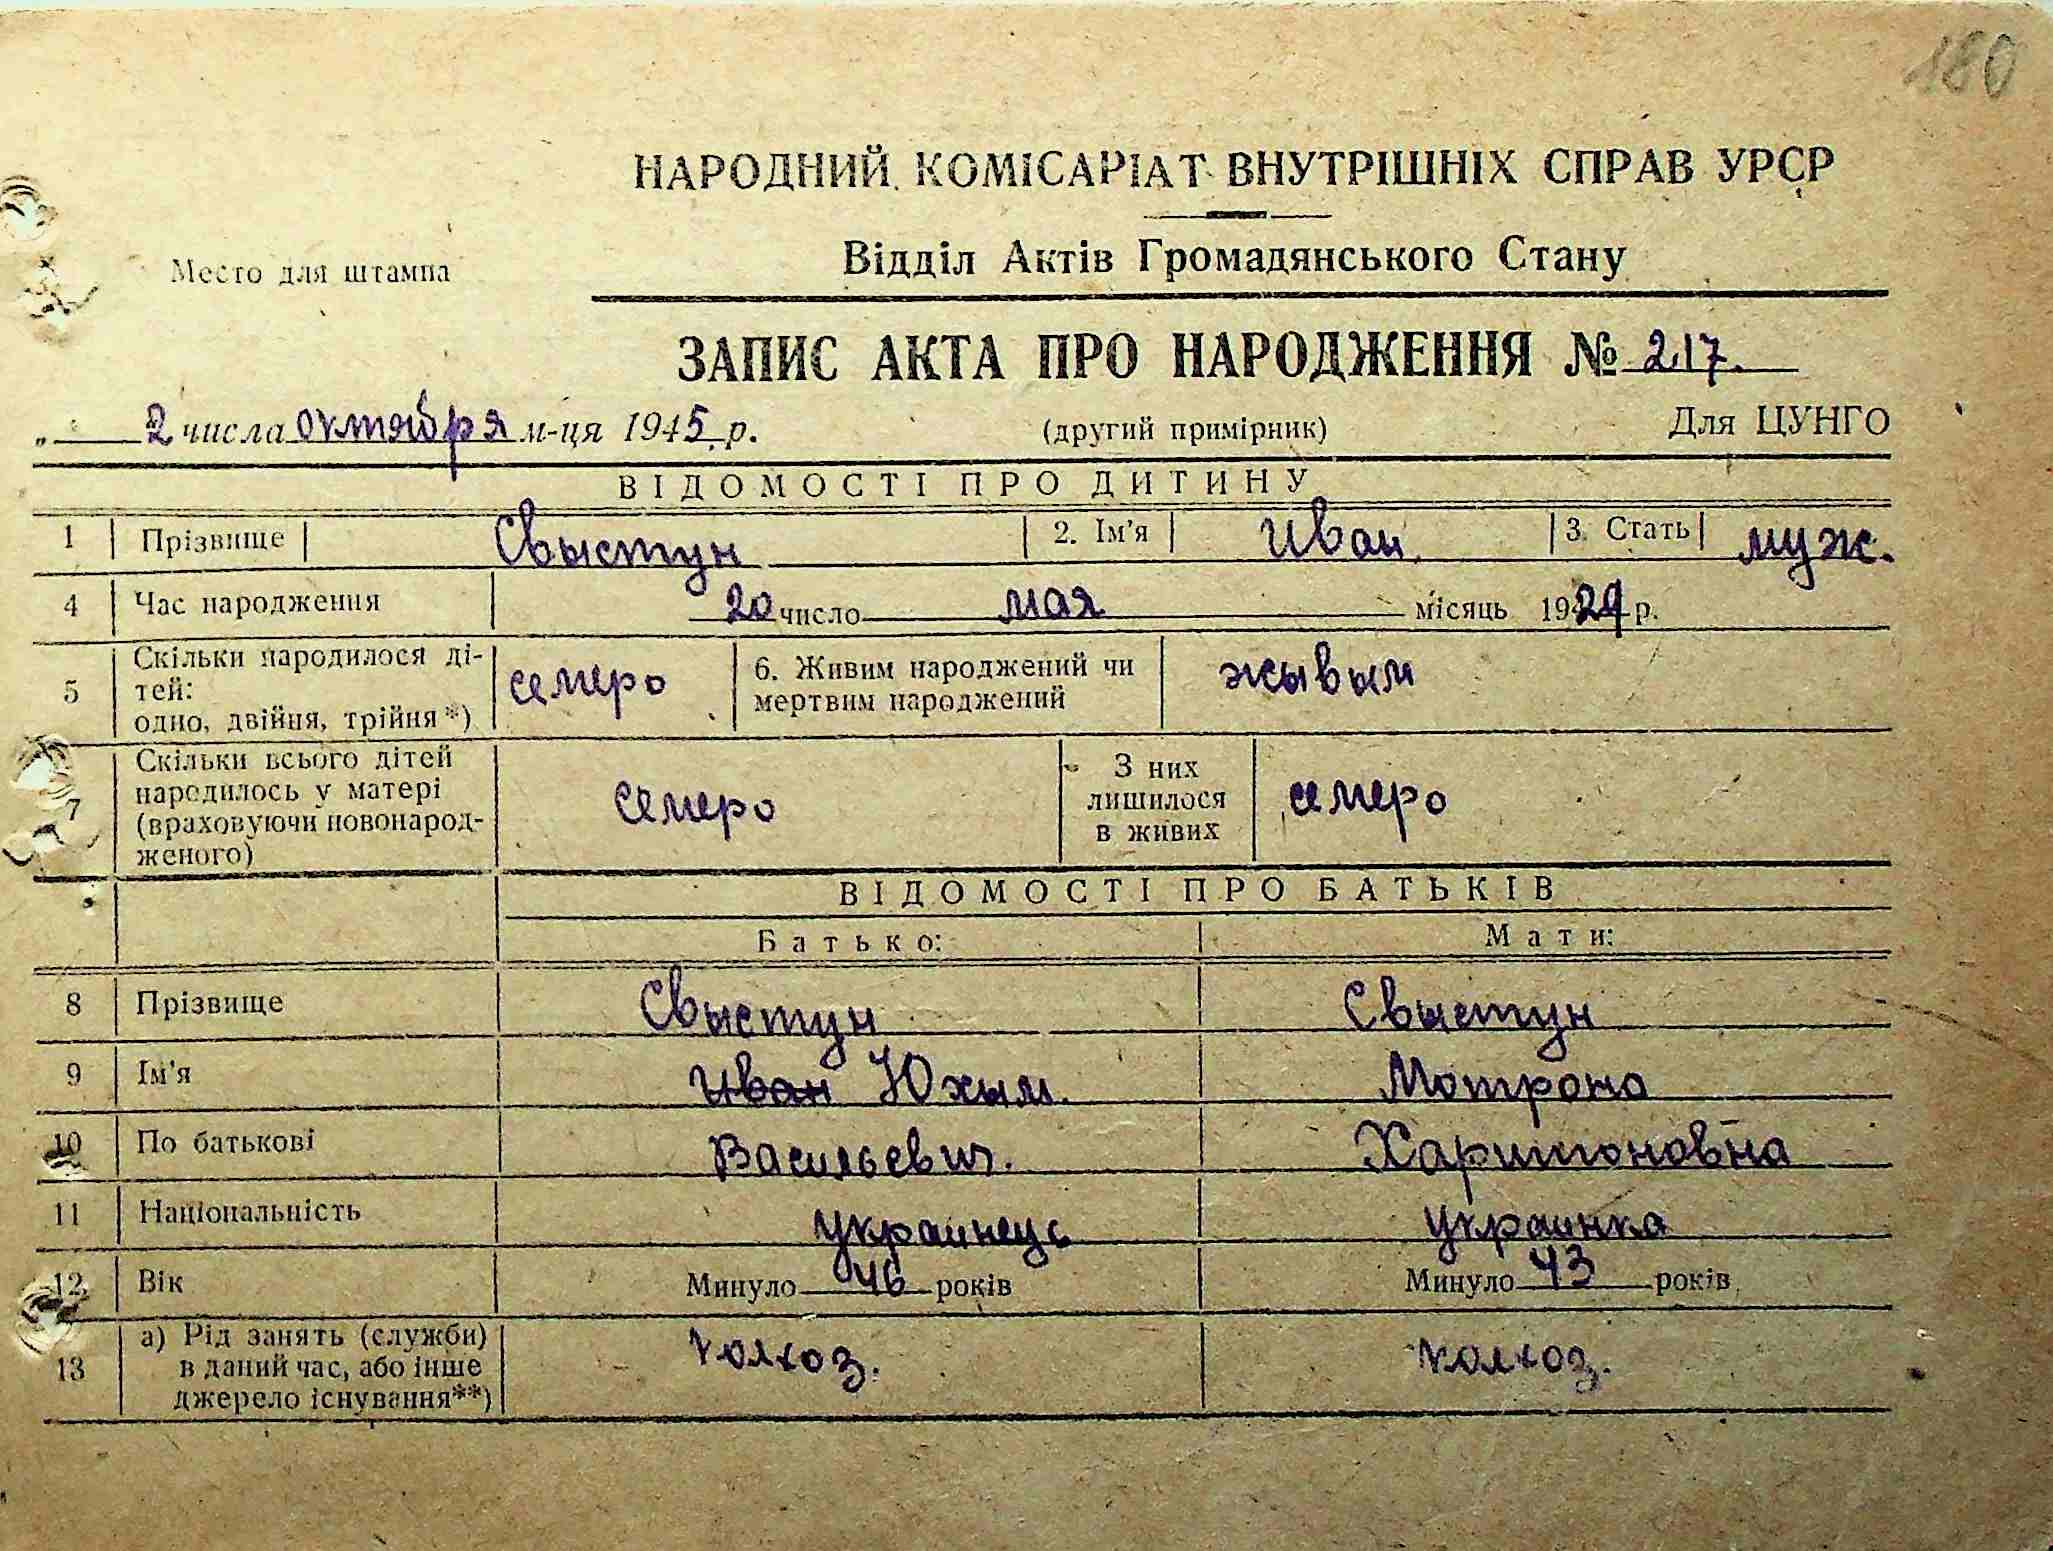 180
НАРОДНИЙ КОМІСАРІАТ ВНУТРІШНІХ СПРАВ УРСР
Место для штампа
Відділ Актів Громадянського Стану
ЗАПИС АКТА ПРО НАРОДЖЕННЯ № 217.
„ 2 числа октября м-ця 1945 р. (другий примірник) Для ЦУНГО
ВІДОМОСТІ ПРО ДИТИНУ
1 Прізвище Свыстун 2. Ім'я Иван 3. Стать муж.
4 Час народження 20 число мая місяць 1929 р.
5 Скільки народилося ді-
тей:
одно, двійня, трійня*) семеро
6. Живим народжений чи
мертвим народжений жывым
7 Скільки всього дітей
народилось у матері
(враховуючи новонарод-
женого) семеро
З них
лишилося
в живих семеро
ВІДОМОСТІ ПРО БАТЬКІВ
Батько: Мати:
8 Прізвище Свыстун Свыстун
9 Ім'я Иван Юхым. Мотрона
10 По батькові Васильевич. Харитоновна
11 Національність украинець украинка
12 Вік Минуло 46 років Минуло 43 років
13 а) Рід занять (служби)
в даний час, або інше
джерело існування**) колхоз. колхоз.